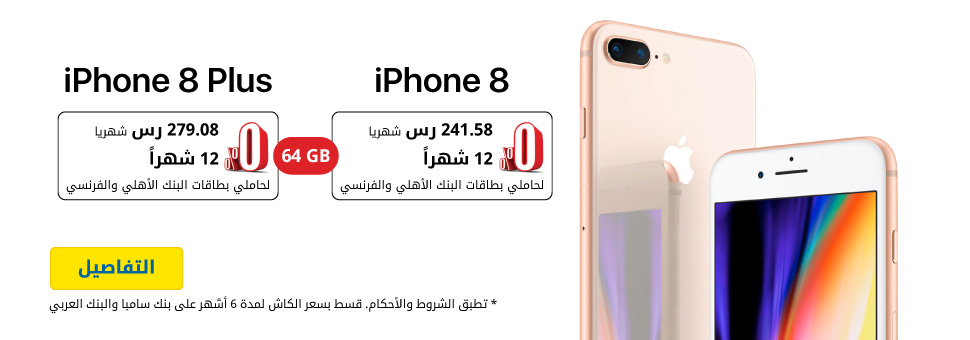 iPhone 8
241.58 رس شهريا
12 شهراً
0%
لحاملي بطاقات البنك الأهلي والفرنسي
64 GB
iPhone 8 Plus
279.08 رس شهريا
12 شهراً
0%
لحاملي بطاقات البنك الأهلي والفرنسي
التفاصيل
* تطبق الشروط والأحكام. قسط بسعر الكاش لمدة 6 أشهر على بنك سامبا والبنك العربي